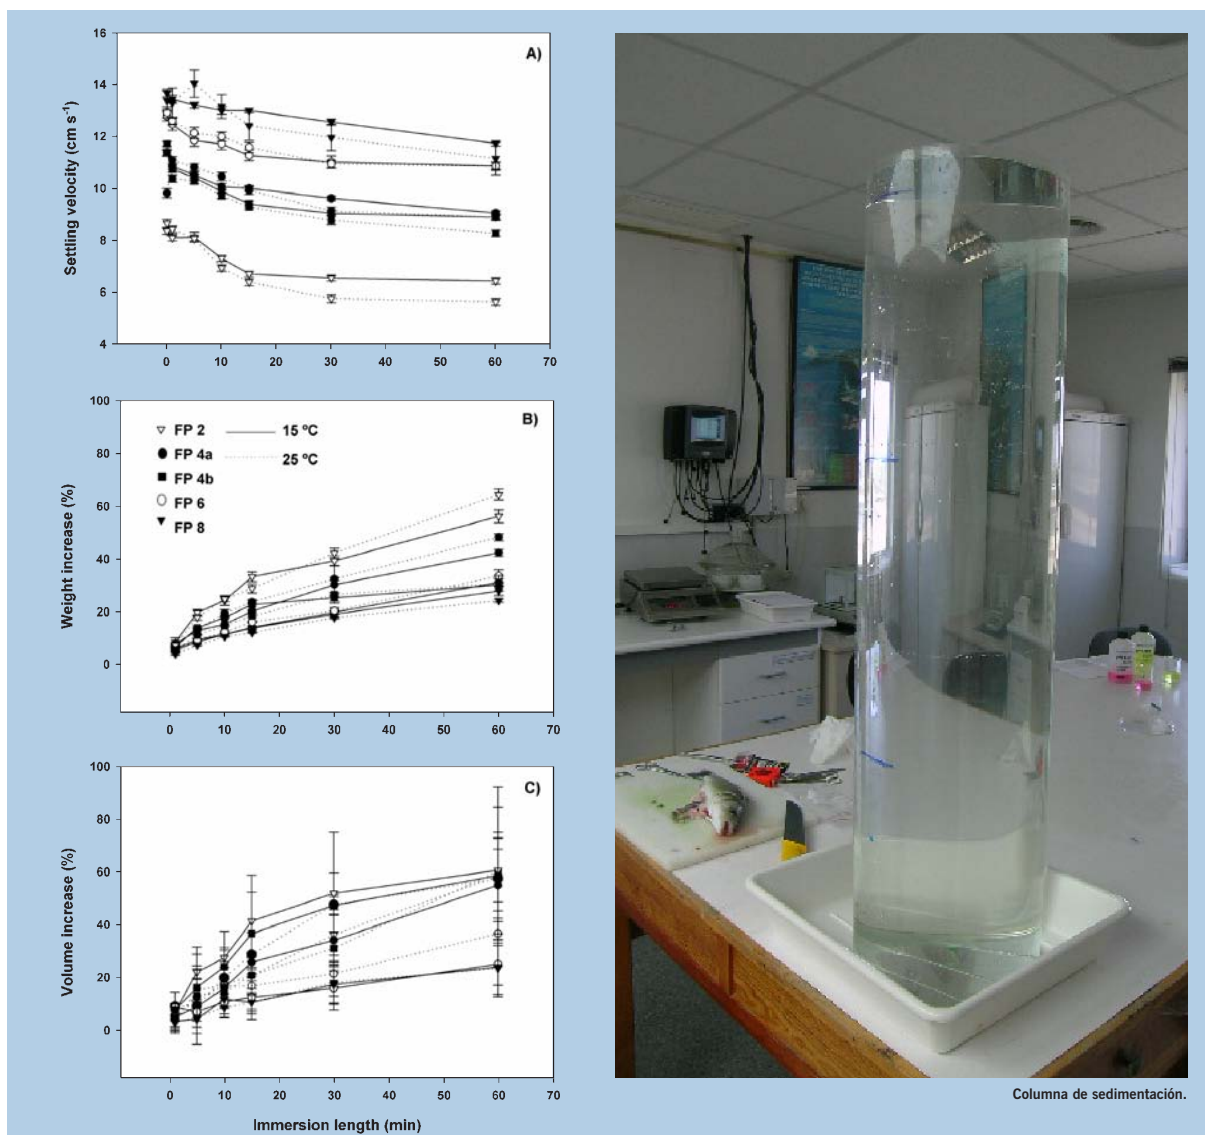 A)
16
14
12
10
8
6
4
Settling velocity (cm s⁻¹)
0 10 20 30 40 50 60 70
B)
100
80
60
40
20
0
Weight increase (%)
FP 2
FP 4a
FP 4b
FP 6
FP 8
15 ºC
25 ºC
0 10 20 30 40 50 60 70
C)
100
80
60
40
20
0
Volume increase (%)
0 10 20 30 40 50 60 70
Immersion length (min)
Columna de sedimentación.